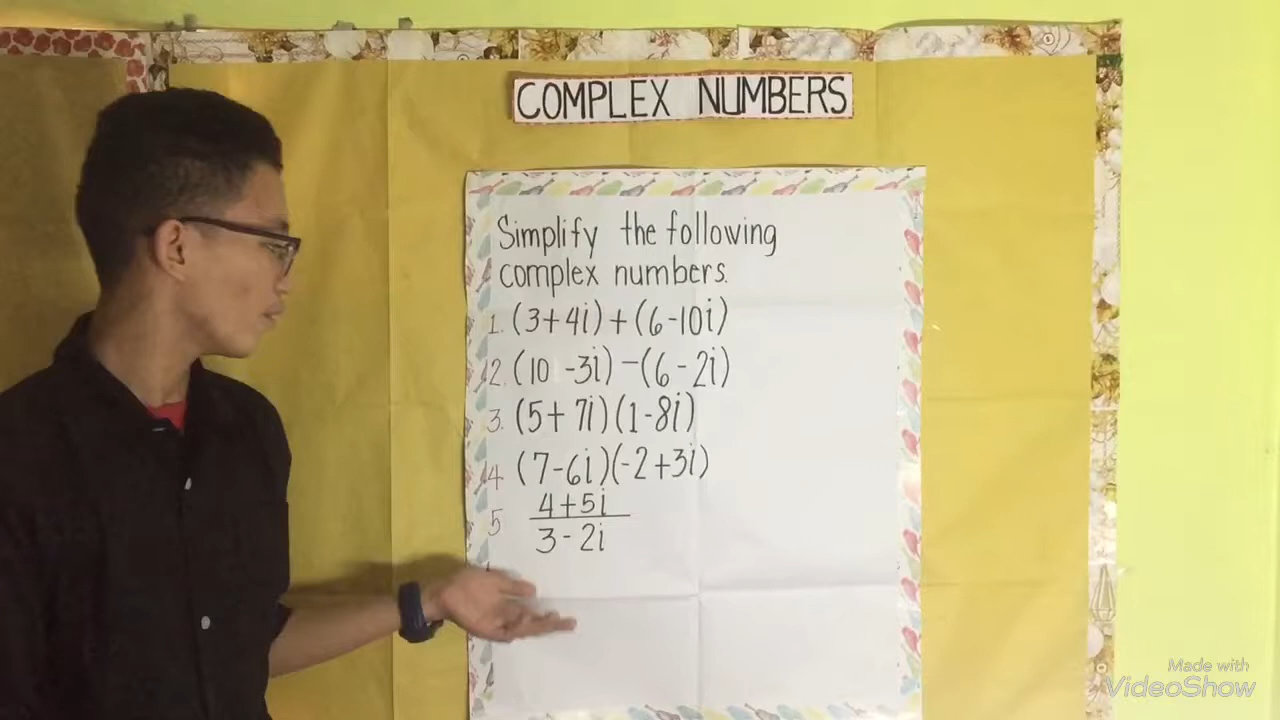 COMPLEX NUMBERS
Simplify the following
complex numbers.
1. (3+4i)+(6-10i)
2. (10 -3i) -(6-2i)
3. (5+7i)(1-8i)
4 (7-6i)(-2+3i)
5 4+5i
3-2i
Made with
VideoShow